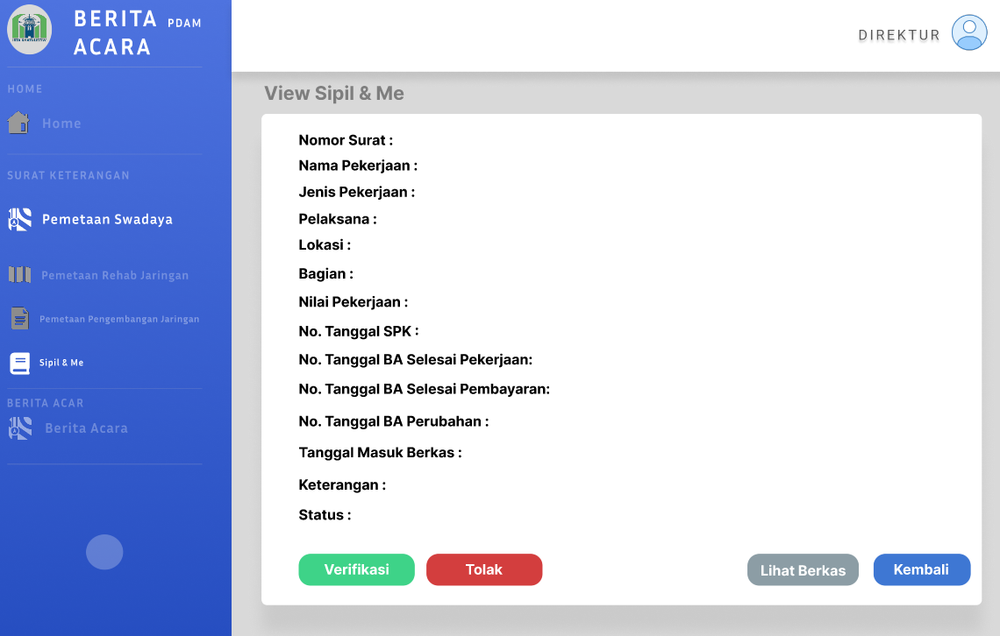 BERITA PDAM
ACARA
DIREKTUR
HOME
Home
SURAT KETERANGAN
Pemetaan Swadaya
Pemetaan Rehab Jaringan
Pemetaan Pengembangan Jaringan
Sipil & Me
BERITA ACAR
Berita Acara
View Sipil & Me
Nomor Surat :
Nama Pekerjaan :
Jenis Pekerjaan :
Pelaksana :
Lokasi :
Bagian :
Nilai Pekerjaan :
No. Tanggal SPK :
No. Tanggal BA Selesai Pekerjaan:
No. Tanggal BA Selesai Pembayaran:
No. Tanggal BA Perubahan :
Tanggal Masuk Berkas :
Keterangan :
Status :
Verifikasi
Tolak
Lihat Berkas
Kembali